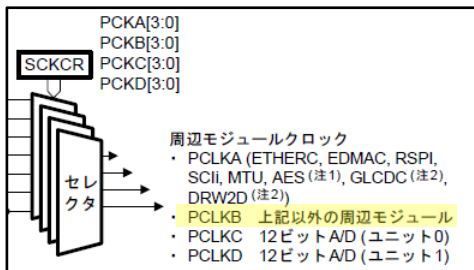 PCKA[3:0]
PCKB[3:0]
PCKC[3:0]
PCKD[3:0]
SCKCR
セレ
クタ
周辺モジュールクロック
・ PCLKA (ETHERC, EDMAC, RSPI,
SCIi, MTU, AES (注1), GLCDC (注2),
DRW2D (注2))
・ PCLKB 上記以外の周辺モジュール
・ PCLKC 12ビットA/D (ユニット0)
・ PCLKD 12ビットA/D (ユニット1)